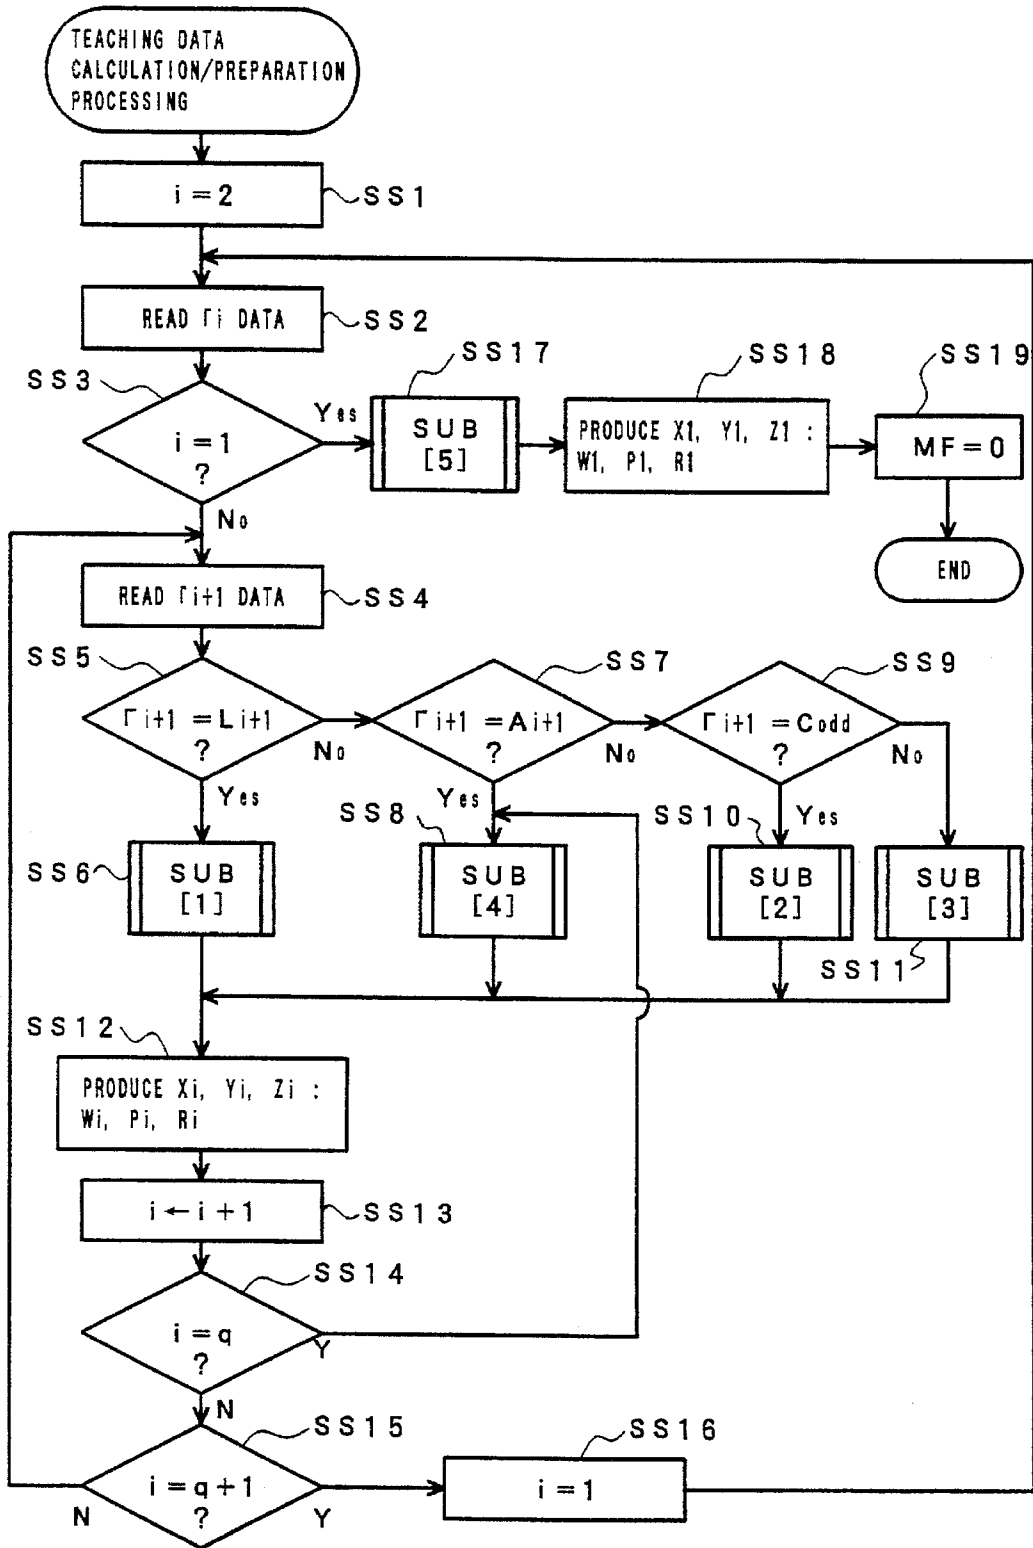 TEACHING DATA
CALCULATION/PREPARATION
PROCESSING
i = 2
SS1
READ Γi DATA
SS2
SS3
i = 1
?
Yes
No
SS17
SUB
[5]
SS18
PRODUCE X1, Y1, Z1 :
W1, P1, R1
SS19
MF = 0
END
READ Γi+1 DATA
SS4
SS5
Γi+1 = Li+1
?
No
Yes
SS7
Γi+1 = Ai+1
?
No
Yes
SS9
Γi+1 = Codd
?
No
Yes
SS6
SUB
[1]
SS8
SUB
[4]
SS10
SUB
[2]
SUB
[3]
SS11
SS12
PRODUCE Xi, Yi, Zi :
Wi, Pi, Ri
i ← i + 1
SS13
SS14
i = q
?
Y
N
SS15
i = q + 1
?
N
Y
SS16
i = 1